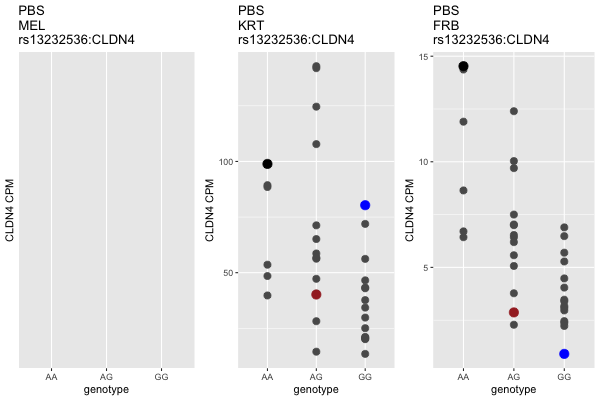 PBS
MEL
rs13232536:CLDN4
CLDN4 CPM
AA AG GG
genotype
PBS
KRT
rs13232536:CLDN4
CLDN4 CPM
100
50
AA AG GG
genotype
PBS
FRB
rs13232536:CLDN4
CLDN4 CPM
15
10
5
AA AG GG
genotype